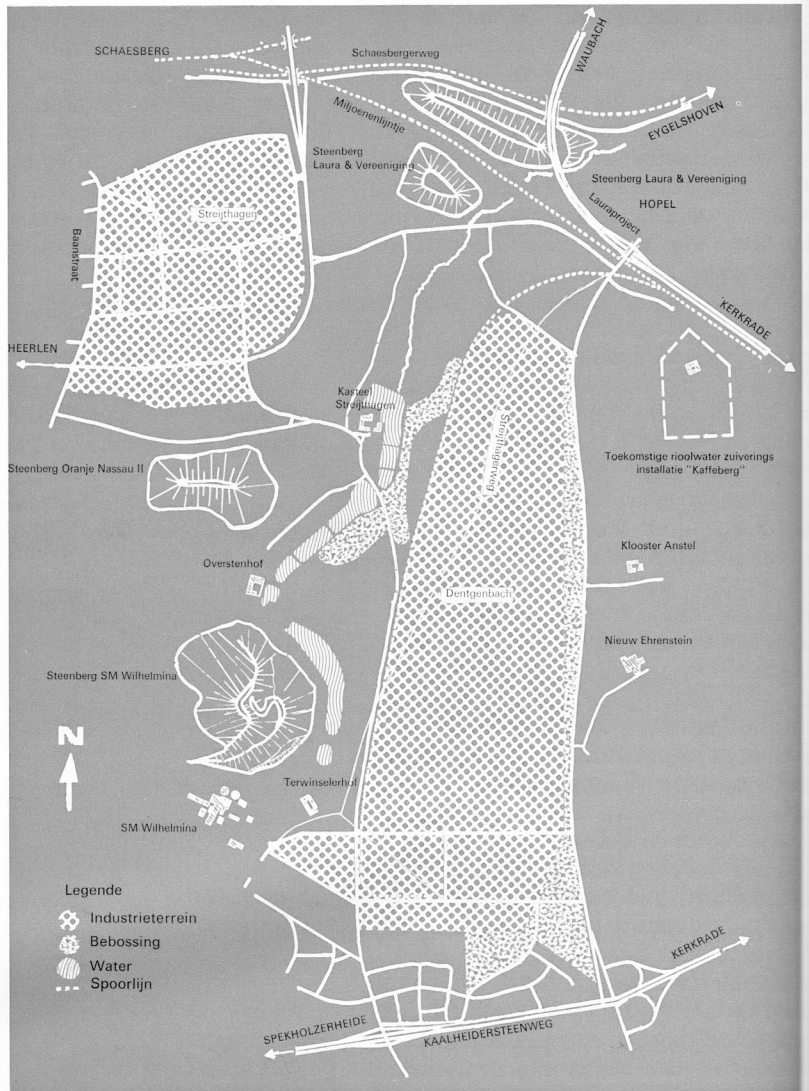 SCHAESBERG
Schaesbergerweg
WAUBACH
Miljoenenlijntje
EYGELSHOVEN
Steenberg
Laura & Vereeniging
Steenberg Laura & Vereeniging
HOPEL
Lauraproject
Streijthagen
Baanstraat
KERKRADE
HEERLEN
Kasteel
Streijthagen
Streijthagerweg
Toekomstige rioolwater zuiverings
installatie "Kaffeberg"
Steenberg Oranje Nassau II
Klooster Anstel
Overstenhof
Dentgenbach
Nieuw Ehrenstein
Steenberg SM Wilhelmina
N
Terwinselerhof
SM Wilhelmina
Legende
Industrieterrein
Bebossing
Water
Spoorlijn
KERKRADE
SPEKHOLZERHEIDE
KAALHEIDERSTEENWEG